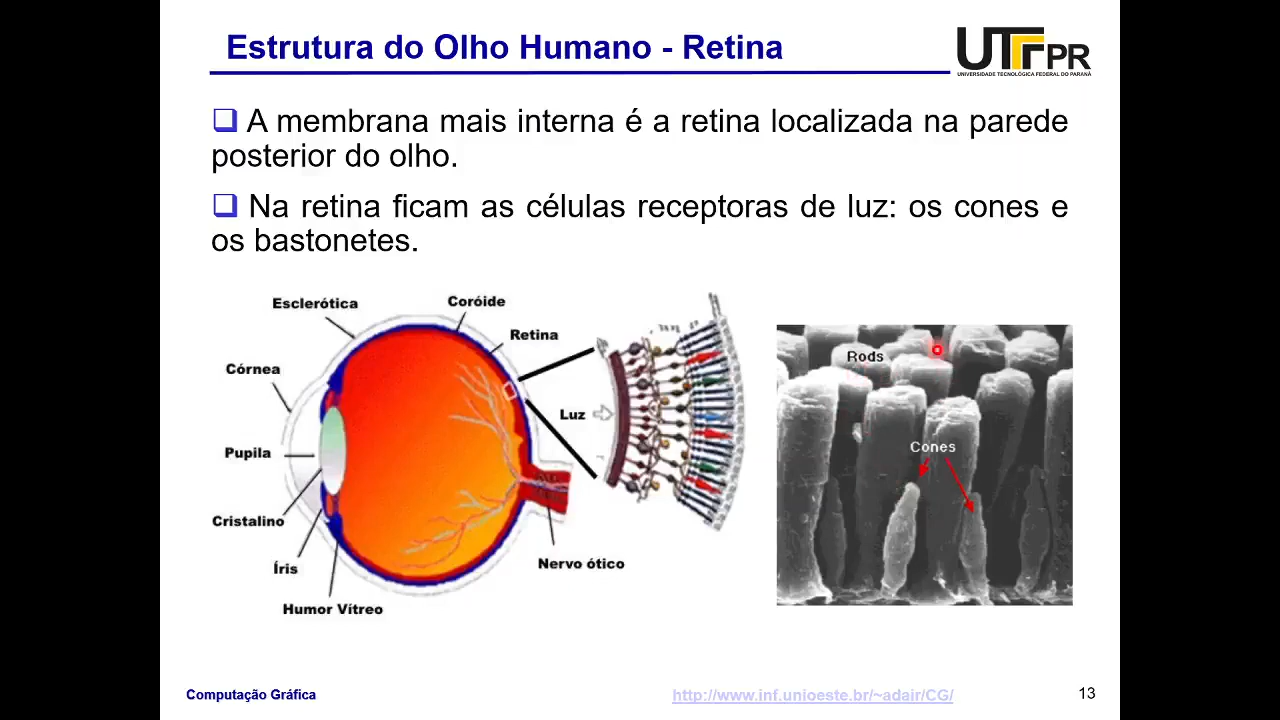 Estrutura do Olho Humano - Retina
UTFPR
UNIVERSIDADE TECNOLÓGICA FEDERAL DO PARANÁ
A membrana mais interna é a retina localizada na parede
posterior do olho.
Na retina ficam as células receptoras de luz: os cones e
os bastonetes.
Esclerótica
Coróide
Retina
Córnea
Luz
Pupila
Cristalino
Íris
Nervo ótico
Humor Vítreo
Rods
Cones
Computação Gráfica
http://www.inf.unioeste.br/~adair/CG/
13